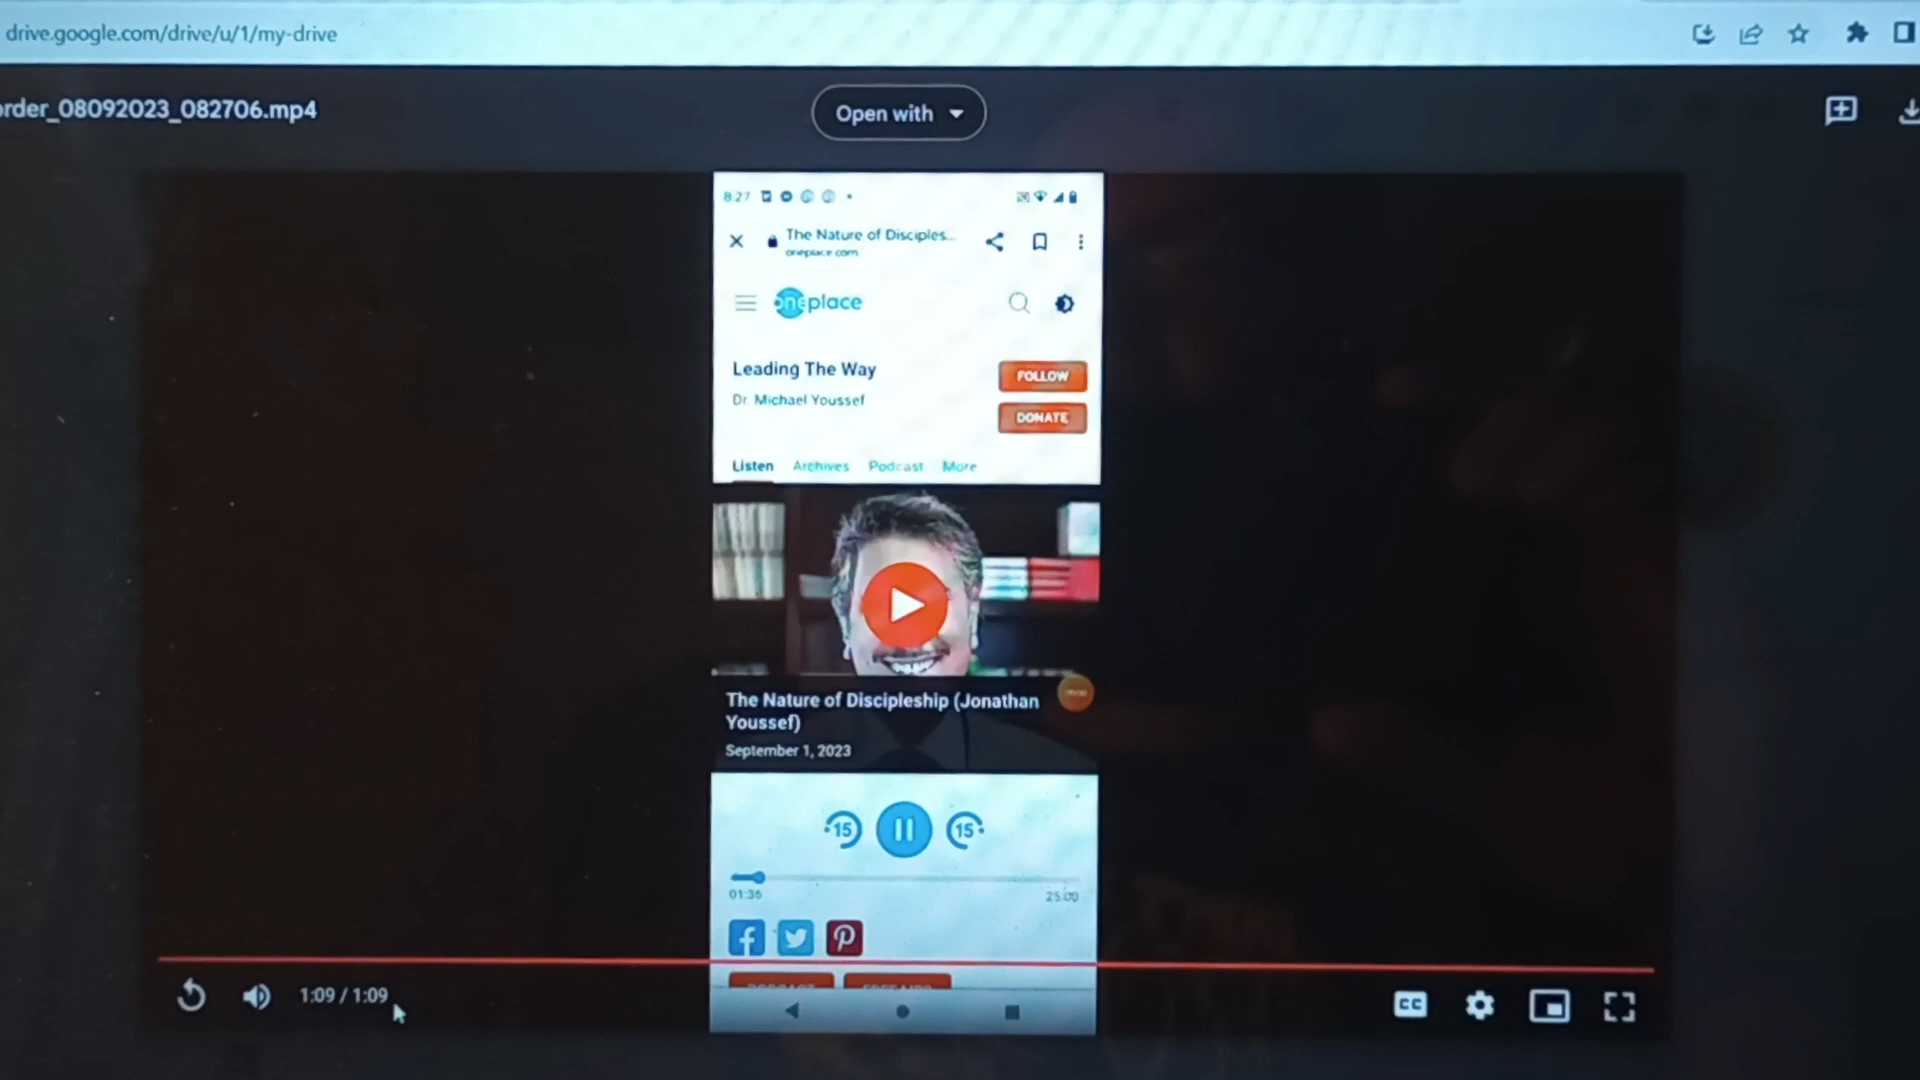 drive.google.com/drive/u/1/my-drive
order_08092023_082706.mp4
Open with
8:27
The Nature of Disciples...
oneplace.com
oneplace
Leading The Way
FOLLOW
Dr. Michael Youssef
DONATE
Listen Archives Podcast More
The Nature of Discipleship (Jonathan
Youssef)
September 1, 2023
15 15
01:36 25:00
1:09 / 1:09
CC